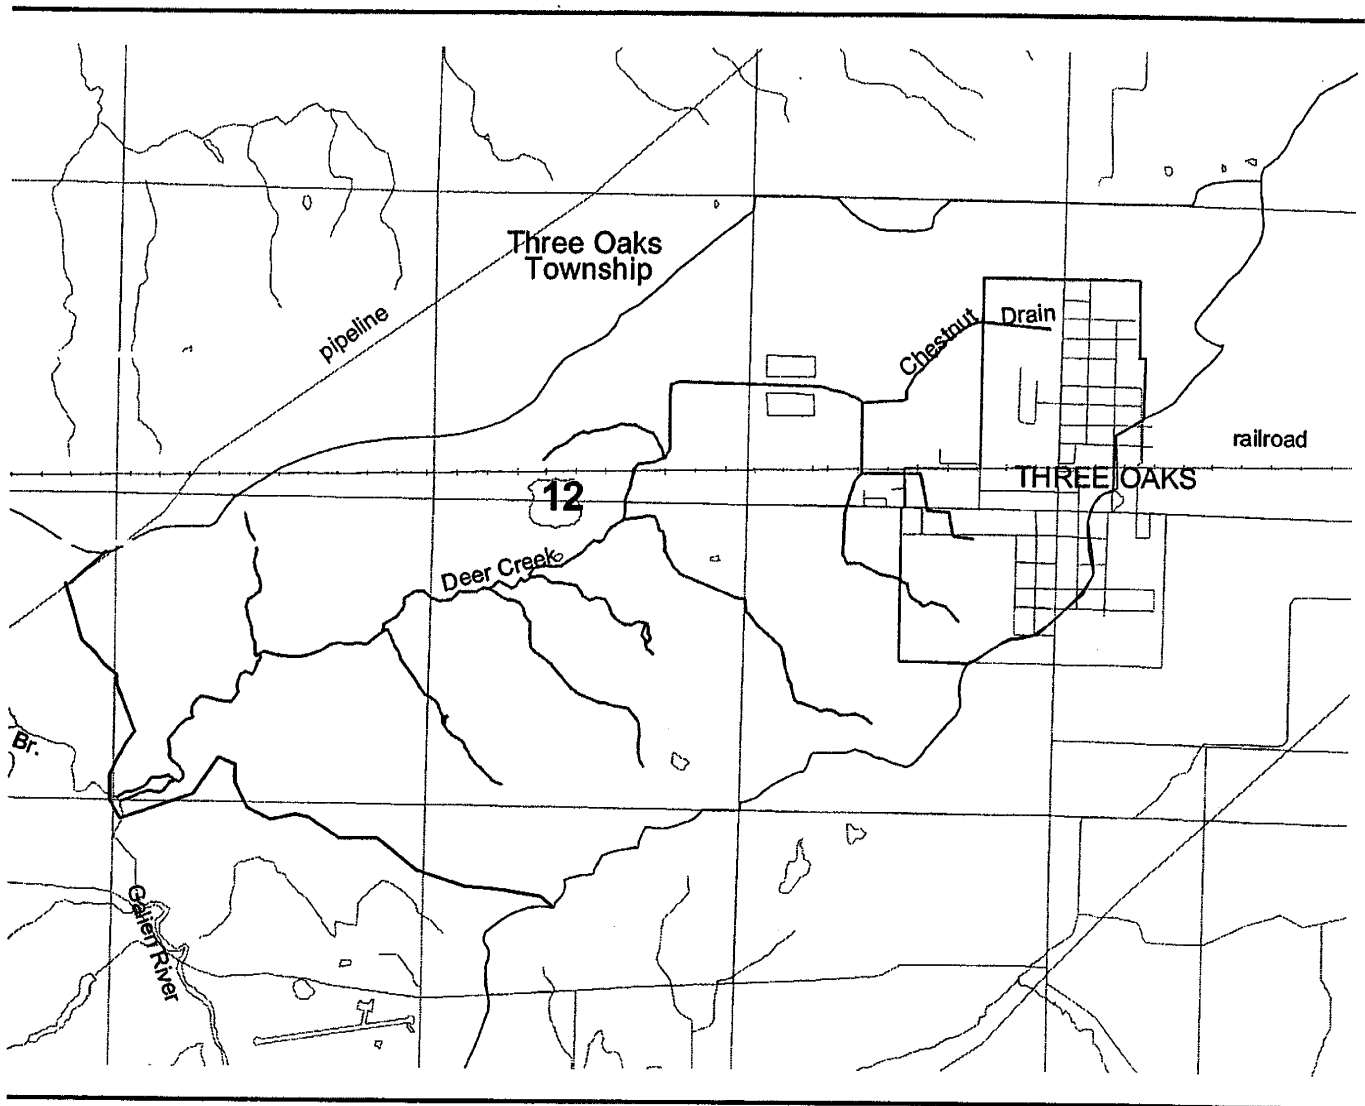 Three Oaks
Township
pipeline
Chestnut Drain
railroad
THREE OAKS
12
Deer Creek
Br.
Galien River